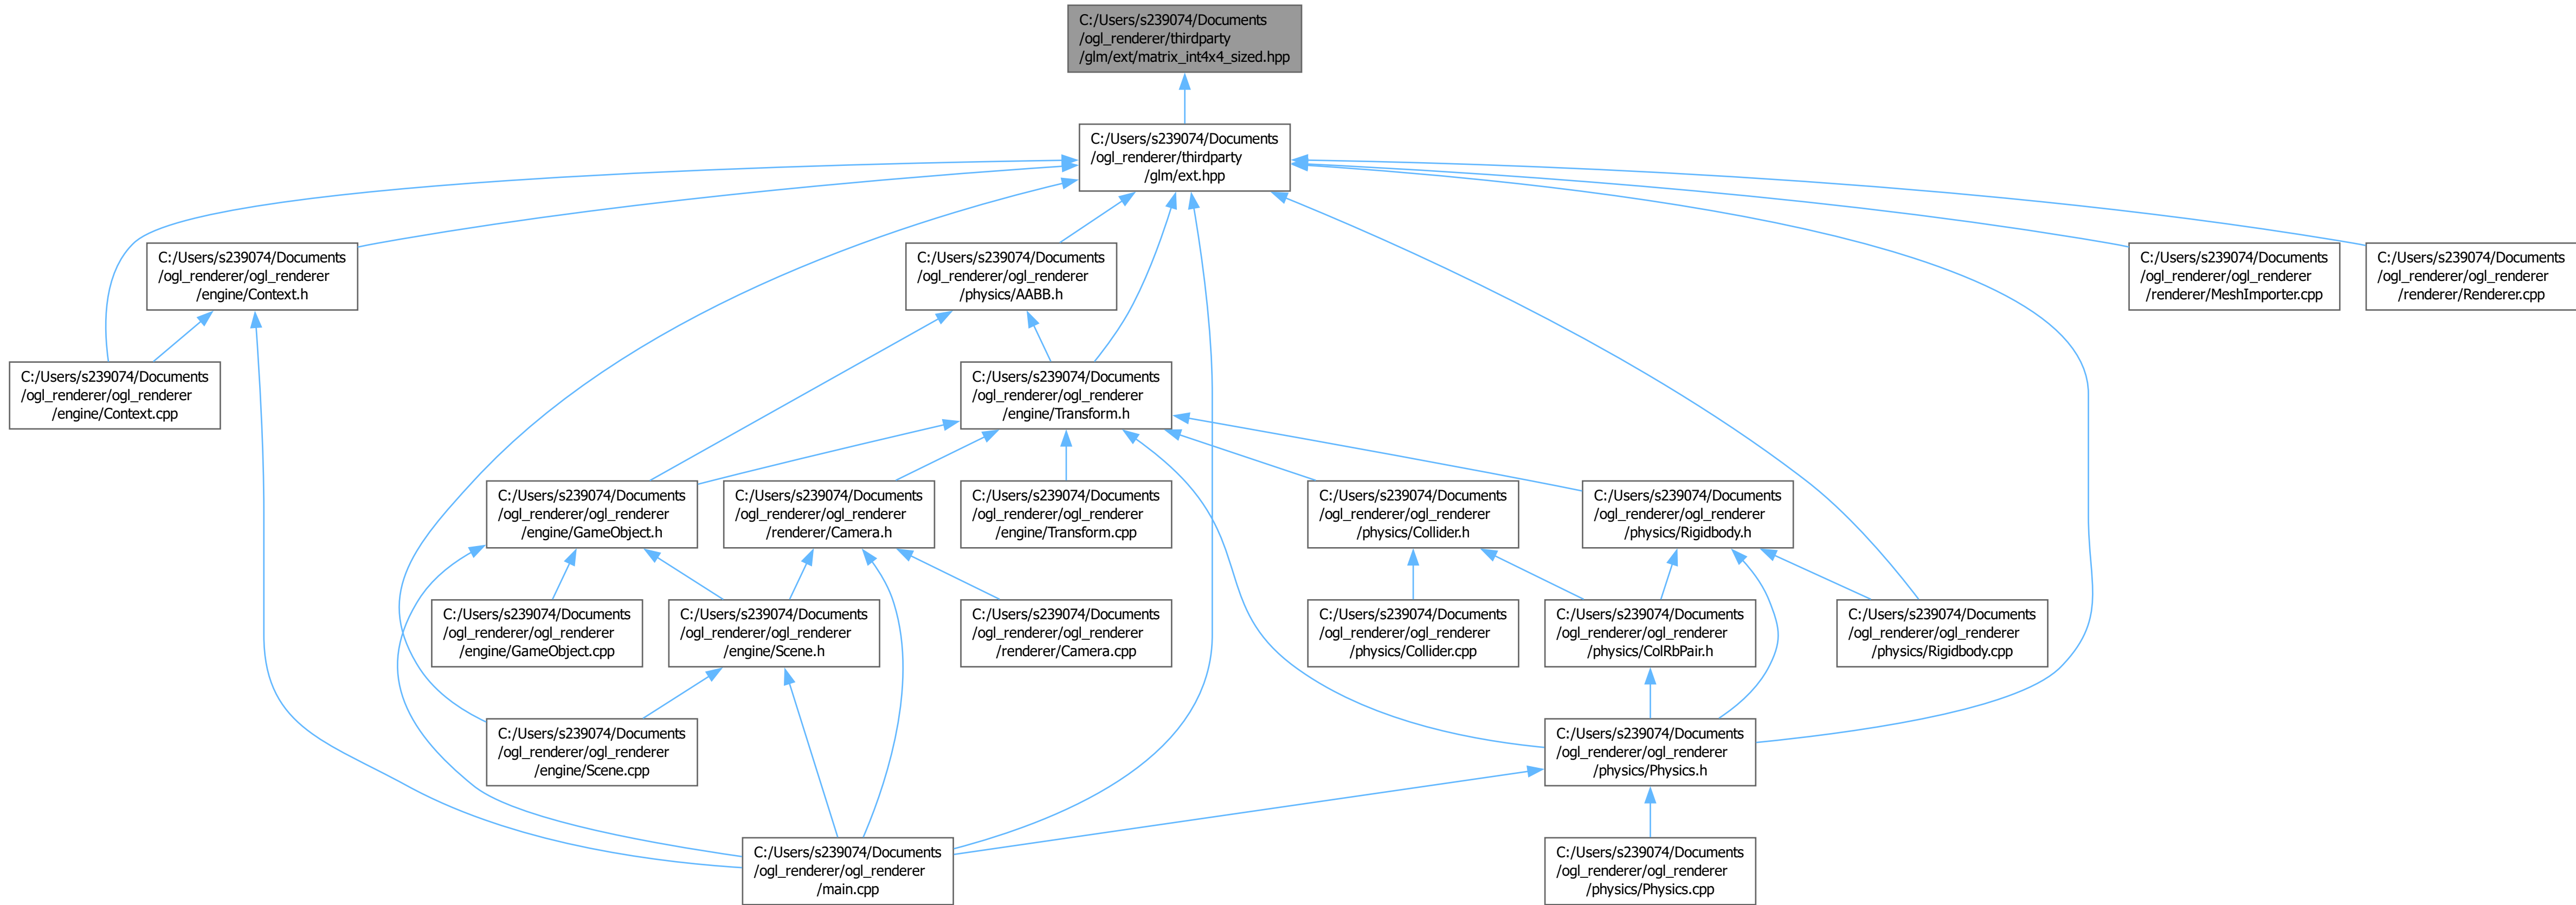 C:/Users/s239074/Documents
/ogl_renderer/thirdparty
/glm/ext/matrix_int4x4_sized.hpp
C:/Users/s239074/Documents
/ogl_renderer/thirdparty
/glm/ext.hpp
C:/Users/s239074/Documents
/ogl_renderer/ogl_renderer
/engine/Context.h
C:/Users/s239074/Documents
/ogl_renderer/ogl_renderer
/physics/AABB.h
C:/Users/s239074/Documents
/ogl_renderer/ogl_renderer
/renderer/MeshImporter.cpp
C:/Users/s239074/Documents
/ogl_renderer/ogl_renderer
/renderer/Renderer.cpp
C:/Users/s239074/Documents
/ogl_renderer/ogl_renderer
/engine/Context.cpp
C:/Users/s239074/Documents
/ogl_renderer/ogl_renderer
/engine/Transform.h
C:/Users/s239074/Documents
/ogl_renderer/ogl_renderer
/engine/GameObject.h
C:/Users/s239074/Documents
/ogl_renderer/ogl_renderer
/renderer/Camera.h
C:/Users/s239074/Documents
/ogl_renderer/ogl_renderer
/engine/Transform.cpp
C:/Users/s239074/Documents
/ogl_renderer/ogl_renderer
/physics/Collider.h
C:/Users/s239074/Documents
/ogl_renderer/ogl_renderer
/physics/Rigidbody.h
C:/Users/s239074/Documents
/ogl_renderer/ogl_renderer
/engine/GameObject.cpp
C:/Users/s239074/Documents
/ogl_renderer/ogl_renderer
/engine/Scene.h
C:/Users/s239074/Documents
/ogl_renderer/ogl_renderer
/renderer/Camera.cpp
C:/Users/s239074/Documents
/ogl_renderer/ogl_renderer
/physics/Collider.cpp
C:/Users/s239074/Documents
/ogl_renderer/ogl_renderer
/physics/ColRbPair.h
C:/Users/s239074/Documents
/ogl_renderer/ogl_renderer
/physics/Rigidbody.cpp
C:/Users/s239074/Documents
/ogl_renderer/ogl_renderer
/engine/Scene.cpp
C:/Users/s239074/Documents
/ogl_renderer/ogl_renderer
/physics/Physics.h
C:/Users/s239074/Documents
/ogl_renderer/ogl_renderer
/main.cpp
C:/Users/s239074/Documents
/ogl_renderer/ogl_renderer
/physics/Physics.cpp